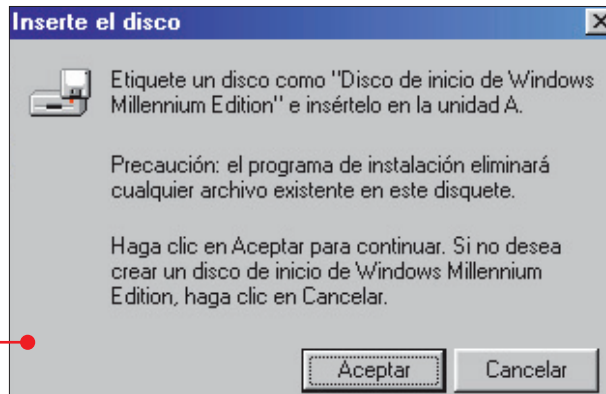 Inserte el disco
Etiquete un disco como "Disco de inicio de Windows
Millennium Edition" e insértelo en la unidad A.
Precaución: el programa de instalación eliminará
cualquier archivo existente en este disquete.
Haga clic en Aceptar para continuar. Si no desea
crear un disco de inicio de Windows Millennium
Edition, haga clic en Cancelar.
Aceptar Cancelar